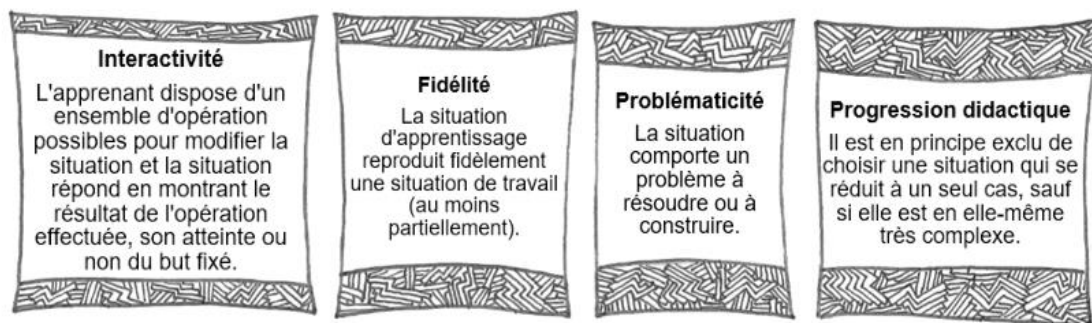 Interactivité
L'apprenant dispose d'un
ensemble d'opération
possibles pour modifier la
situation et la situation
répond en montrant le
résultat de l'opération
effectuée, son atteinte ou
non du but fixé.
Fidélité
La situation
d'apprentissage
reproduit fidèlement
une situation de travail
(au moins
partiellement).
Problématicité
La situation
comporte un
problème à
résoudre ou à
construire.
Progression didactique
Il est en principe exclu de
choisir une situation qui se
réduit à un seul cas, sauf
si elle est en elle-même
très complexe.